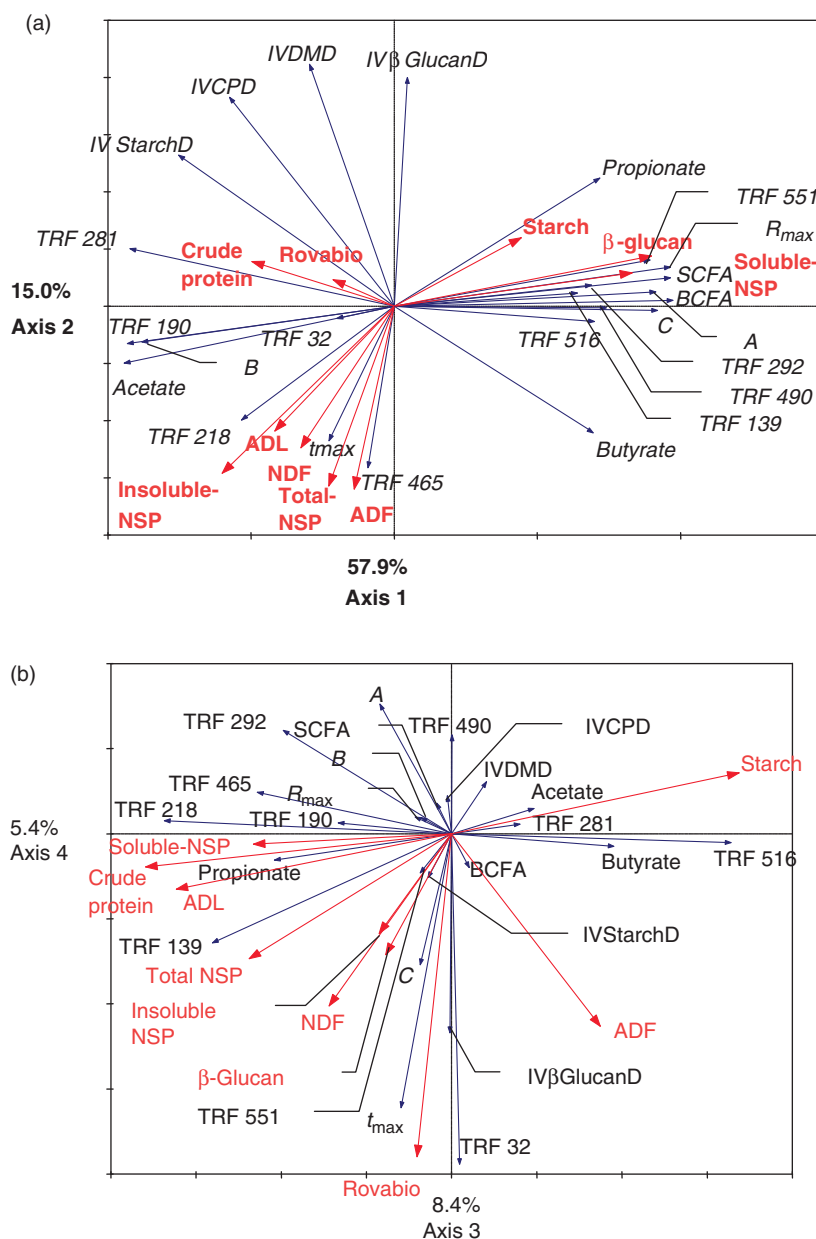 (a)
IVDMD
IVβ GlucanD
IVCPD
IV StarchD
Propionate
TRF 551
Starch
β-glucan
R max
TRF 281
Crude
protein
Rovabio
Soluble-
NSP
SCFA
BCFA
15.0%
Axis 2
C
TRF 190
TRF 32
TRF 516
A
B
TRF 292
Acetate
TRF 490
TRF 139
TRF 218
ADL
tmax
Butyrate
NDF
TRF 465
Insoluble-
NSP
Total-
NSP
ADF
57.9%
Axis 1
(b)
A
TRF 292
SCFA
TRF 490
IVCPD
B
IVDMD
Starch
TRF 465
R max
Acetate
TRF 218
TRF 190
TRF 281
5.4%
Axis 4
Soluble-NSP
Butyrate
TRF 516
Crude
protein
Propionate
BCFA
ADL
IVStarchD
TRF 139
Total NSP
C
Insoluble
NSP
NDF
ADF
β-Glucan
IVβGlucanD
TRF 551
t max
TRF 32
Rovabio
8.4%
Axis 3